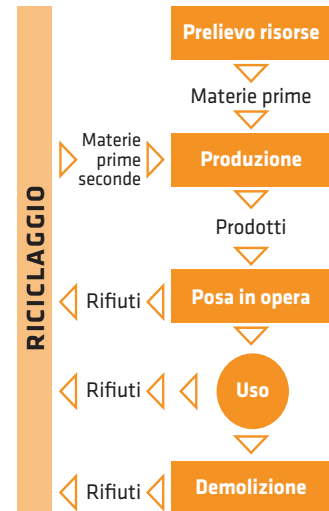 Prelievo risorse
Materie prime
RICICLAGGIO
Materie
prime
seconde
Produzione
Prodotti
Rifiuti
Posa in opera
Rifiuti
Uso
Rifiuti
Demolizione